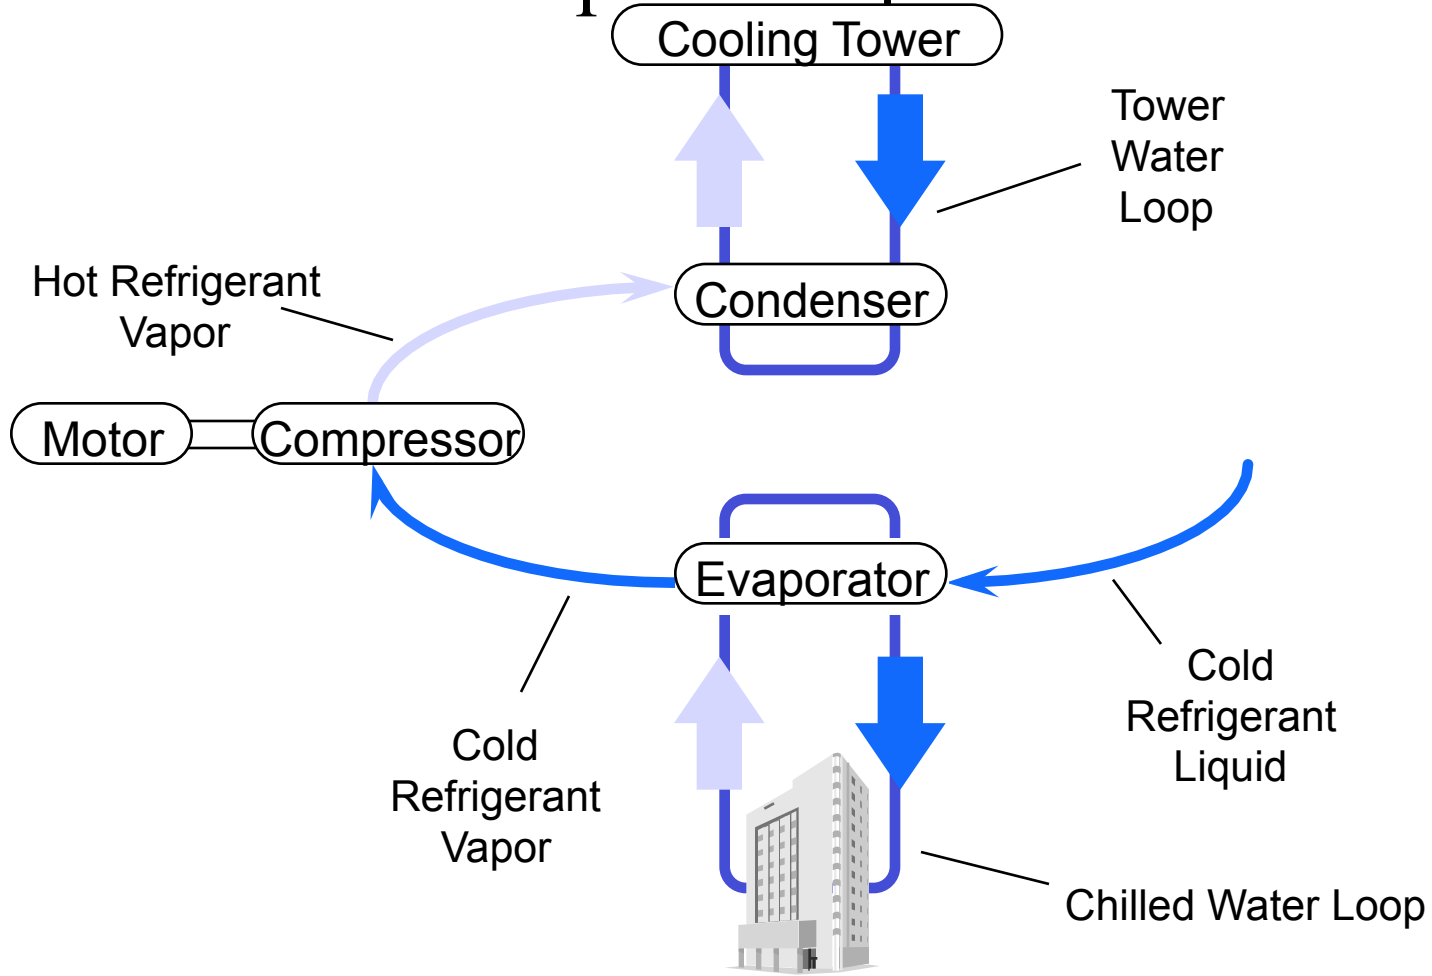 Cooling Tower
Tower
Water
Loop
Hot Refrigerant
Vapor
Condenser
Motor
Compressor
Evaporator
Cold
Refrigerant
Liquid
Cold
Refrigerant
Vapor
Chilled Water Loop